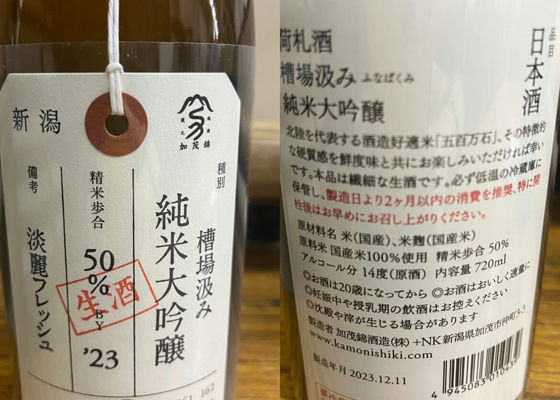 新潟
加茂錦
種別
槽場汲み
純米大吟醸
精米歩合
50%
BY
'23
備考
淡麗フレッシュ
生酒
162
品目
日本酒
荷札酒
槽場汲み ふなばくみ
純米大吟醸
北陸を代表する酒造好適米「五百万石」、その特徴的
な硬質感を鮮度味と共にお楽しみいただければ幸い
です。本品は繊細な生酒です。必ず低温の冷蔵庫に
保管し、製造日より2ヶ月以内の消費を推奨、特に開
栓後はお早めにお召し上がりください。
原材料名 米(国産)、米麹(国産米)
原料米 国産米100%使用 精米歩合 50%
アルコール分 14度(原酒) 内容量 720ml
◎お酒は20歳になってから ◎お酒はおいしく適量に
◎妊娠中や授乳期の飲酒はお控えください
◎沈殿や滓が生じる場合があります
製造者 加茂錦酒造(株)+NK 新潟県加茂市仲町3-3
www.kamonishiki.com
製造年月 2023.12.11
4 945083 01043